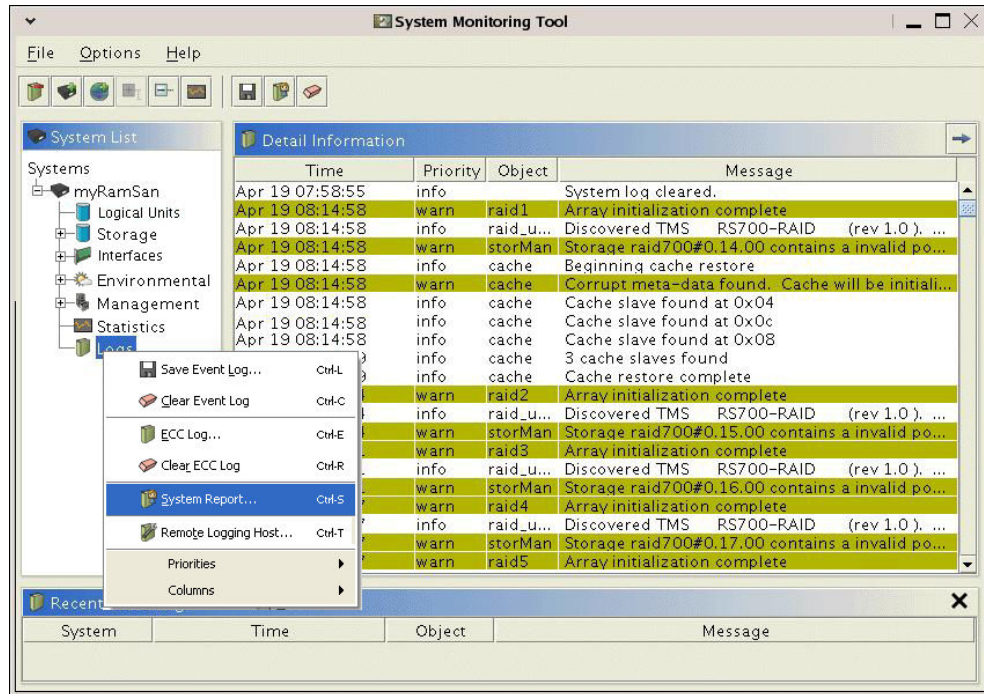 System Monitoring Tool
File Options Help
System List
Systems
myRamSan
Logical Units
Storage
Interfaces
Environmental
Management
Statistics
Logs
Detail Information
Time Priority Object Message
Apr 19 07:58:55 info System log cleared.
Apr 19 08:14:58 warn raid1 Array initialization complete
Apr 19 08:14:58 info raid_u... Discovered TMS RS700-RAID (rev 1.0 ). ...
Apr 19 08:14:58 warn storMan Storage raid700#0.14.00 contains a invalid po...
Apr 19 08:14:58 info cache Beginning cache restore
Apr 19 08:14:58 warn cache Corrupt meta-data found. Cache will be initiali...
Apr 19 08:14:58 info cache Cache slave found at 0x04
Apr 19 08:14:58 info cache Cache slave found at 0x0c
Apr 19 08:14:58 info cache Cache slave found at 0x08
info cache 3 cache slaves found
info cache Cache restore complete
warn raid2 Array initialization complete
info raid_u... Discovered TMS RS700-RAID (rev 1.0 ). ...
warn storMan Storage raid700#0.15.00 contains a invalid po...
warn raid3 Array initialization complete
info raid_u... Discovered TMS RS700-RAID (rev 1.0 ). ...
warn storMan Storage raid700#0.16.00 contains a invalid po...
warn raid4 Array initialization complete
info raid_u... Discovered TMS RS700-RAID (rev 1.0 ). ...
warn storMan Storage raid700#0.17.00 contains a invalid po...
warn raid5 Array initialization complete
Save Event Log... Ctrl-L
Clear Event Log Ctrl-C
ECC Log... Ctrl-E
Clear ECC Log Ctrl-R
System Report... Ctrl-S
Remote Logging Host... Ctrl-T
Priorities
Columns
Recent
System Time Object Message